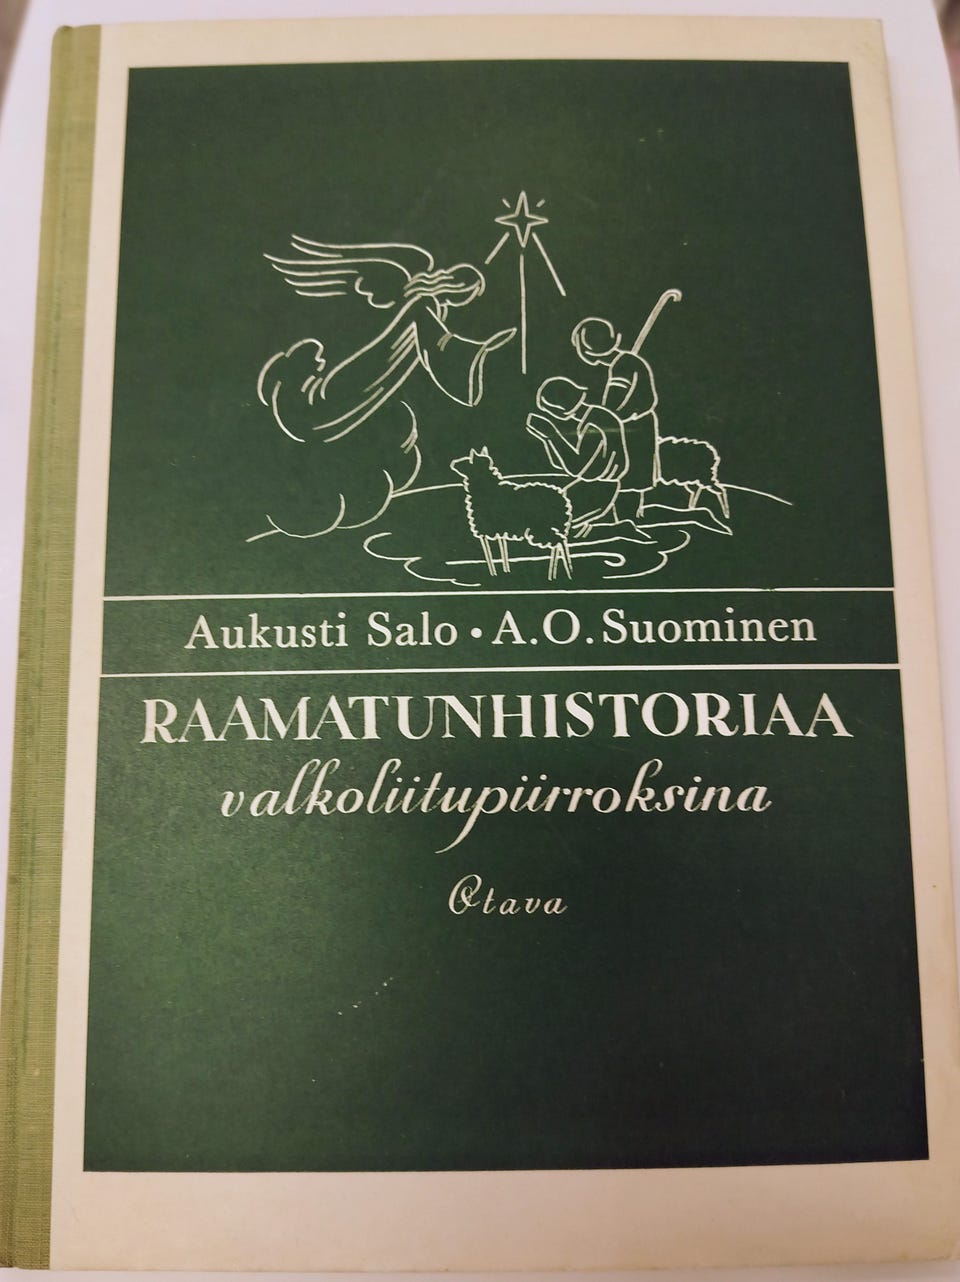 Aukusti Salo • A.O. Suominen
RAAMATUNHISTORIAA
valkoliitupiirroksina
Otava